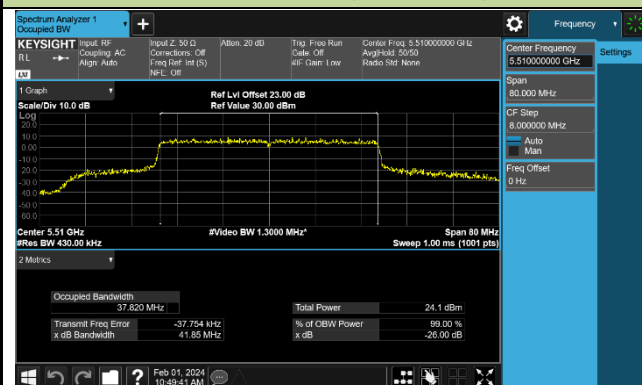 Spectrum Analyzer 1
Occupied BW
+
Frequency
KEYSIGHT
RL
LXI
Input: RF
Coupling: AC
Align: Auto
Input Z: 50 Ω
Corrections: Off
Freq Ref: Int (S)
NFE: Off
Atten: 20 dB
Trig: Free Run
Gate: Off
#IF Gain: Low
Center Freq: 5.510000000 GHz
Avg|Hold: 50/50
Radio Std: None
Center Frequency
5.510000000 GHz
Settings
Span
80.000 MHz
CF Step
8.000000 MHz
Auto
Man
Freq Offset
0 Hz
1 Graph
Scale/Div 10.0 dB
Ref Lvl Offset 23.00 dB
Ref Value 30.00 dBm
Log
20.0
10.0
0.00
-10.0
-20.0
-30.0
-40.0
-50.0
-60.0
Center 5.51 GHz
#Video BW 1.3000 MHz*
Span 80 MHz
#Res BW 430.00 kHz
Sweep 1.00 ms (1001 pts)
2 Metrics
Occupied Bandwidth
37.820 MHz
Total Power
24.1 dBm
Transmit Freq Error
-37.754 kHz
% of OBW Power
99.00 %
x dB Bandwidth
41.85 MHz
x dB
-26.00 dB
?
Feb 01, 2024
10:49:41 AM